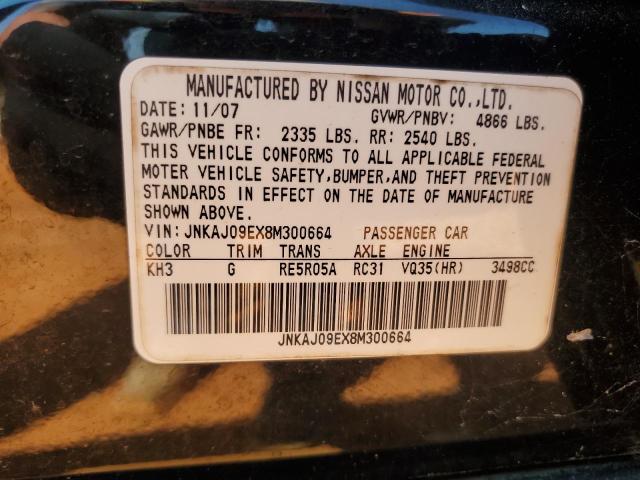 MANUFACTURED BY NISSAN MOTOR CO.,LTD.
DATE: 11/07 GVWR/PNBV: 4866 LBS.
GAWR/PNBE FR: 2335 LBS. RR: 2540 LBS.
THIS VEHICLE CONFORMS TO ALL APPLICABLE FEDERAL
MOTOR VEHICLE SAFETY,BUMPER,AND THEFT PREVENTION
STANDARDS IN EFFECT ON THE DATE OF MANUFACTURE
SHOWN ABOVE.
VIN: JNKAJ09EX8M300664 PASSENGER CAR
COLOR TRIM TRANS AXLE ENGINE
KH3 G RE5R05A RC31 VQ35(HR) 3498CC
JNKAJ09EX8M300664